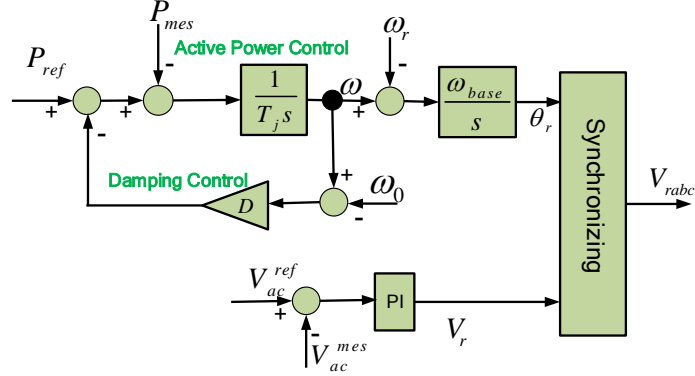 P_mes
-
Active Power Control
ω_r
-
P_ref
+
+
1
T_j s
ω
+
ω_base
s
θ_r
-
Damping Control
D
+
ω_0
-
Synchronizing
V_rabc
V_ac^ref
+
PI
V_r
-
V_ac^mes